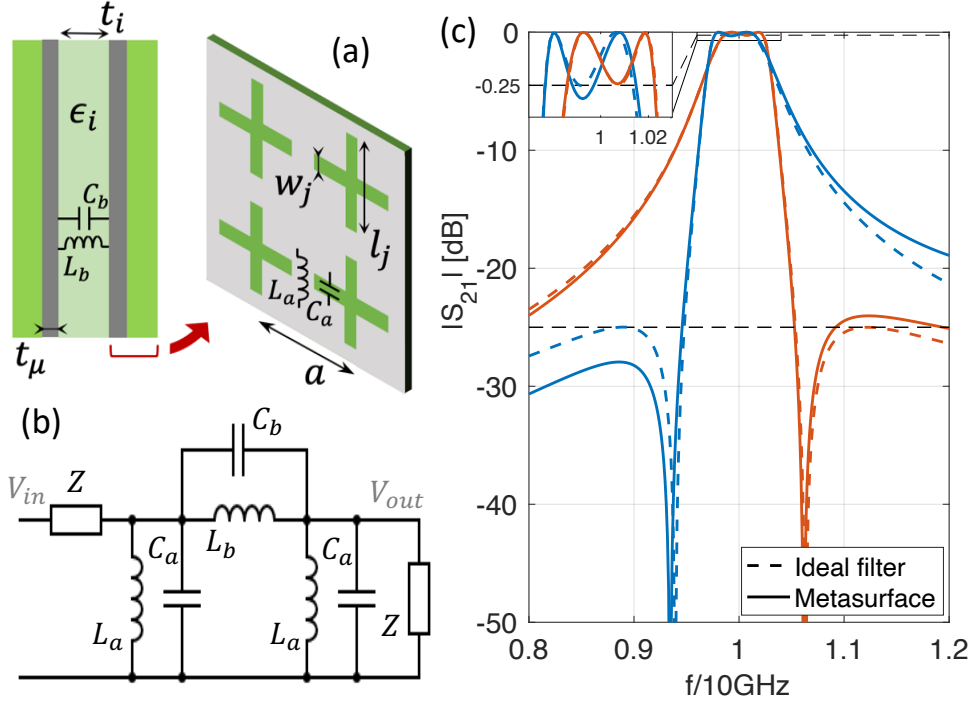 (a)
t_i
ϵ_i
C_b
L_b
t_μ
w_j
l_j
L_a
C_a
a
(b)
C_b
V_in
Z
V_out
C_a
L_b
C_a
L_a
L_a
Z
(c)
|S_21| [dB]
0
-0.25
-10
-20
-30
-40
-50
1
1.02
Ideal filter
Metasurface
0.8
0.9
1
1.1
1.2
f/10GHz